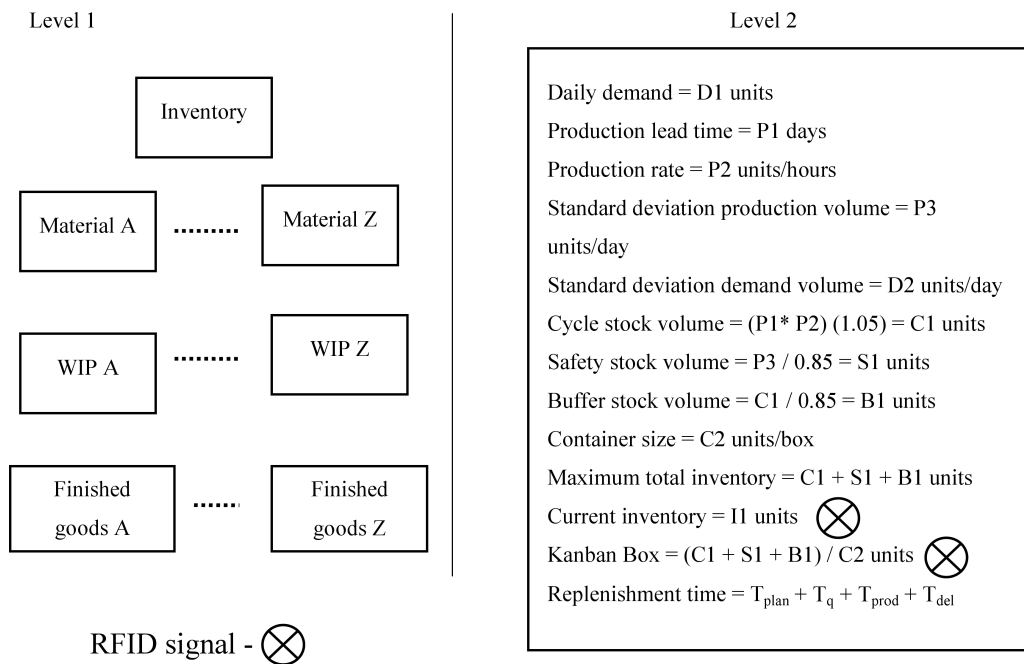 Level 1
Inventory
Material A
Material Z
WIP A
WIP Z
Finished
goods A
Finished
goods Z
RFID signal -
Level 2
Daily demand = D1 units
Production lead time = P1 days
Production rate = P2 units/hours
Standard deviation production volume = P3
units/day
Standard deviation demand volume = D2 units/day
Cycle stock volume = (P1* P2) (1.05) = C1 units
Safety stock volume = P3 / 0.85 = S1 units
Buffer stock volume = C1 / 0.85 = B1 units
Container size = C2 units/box
Maximum total inventory = C1 + S1 + B1 units
Current inventory = I1 units
Kanban Box = (C1 + S1 + B1) / C2 units
Replenishment time = Tplan + Tq + Tprod + Tdel